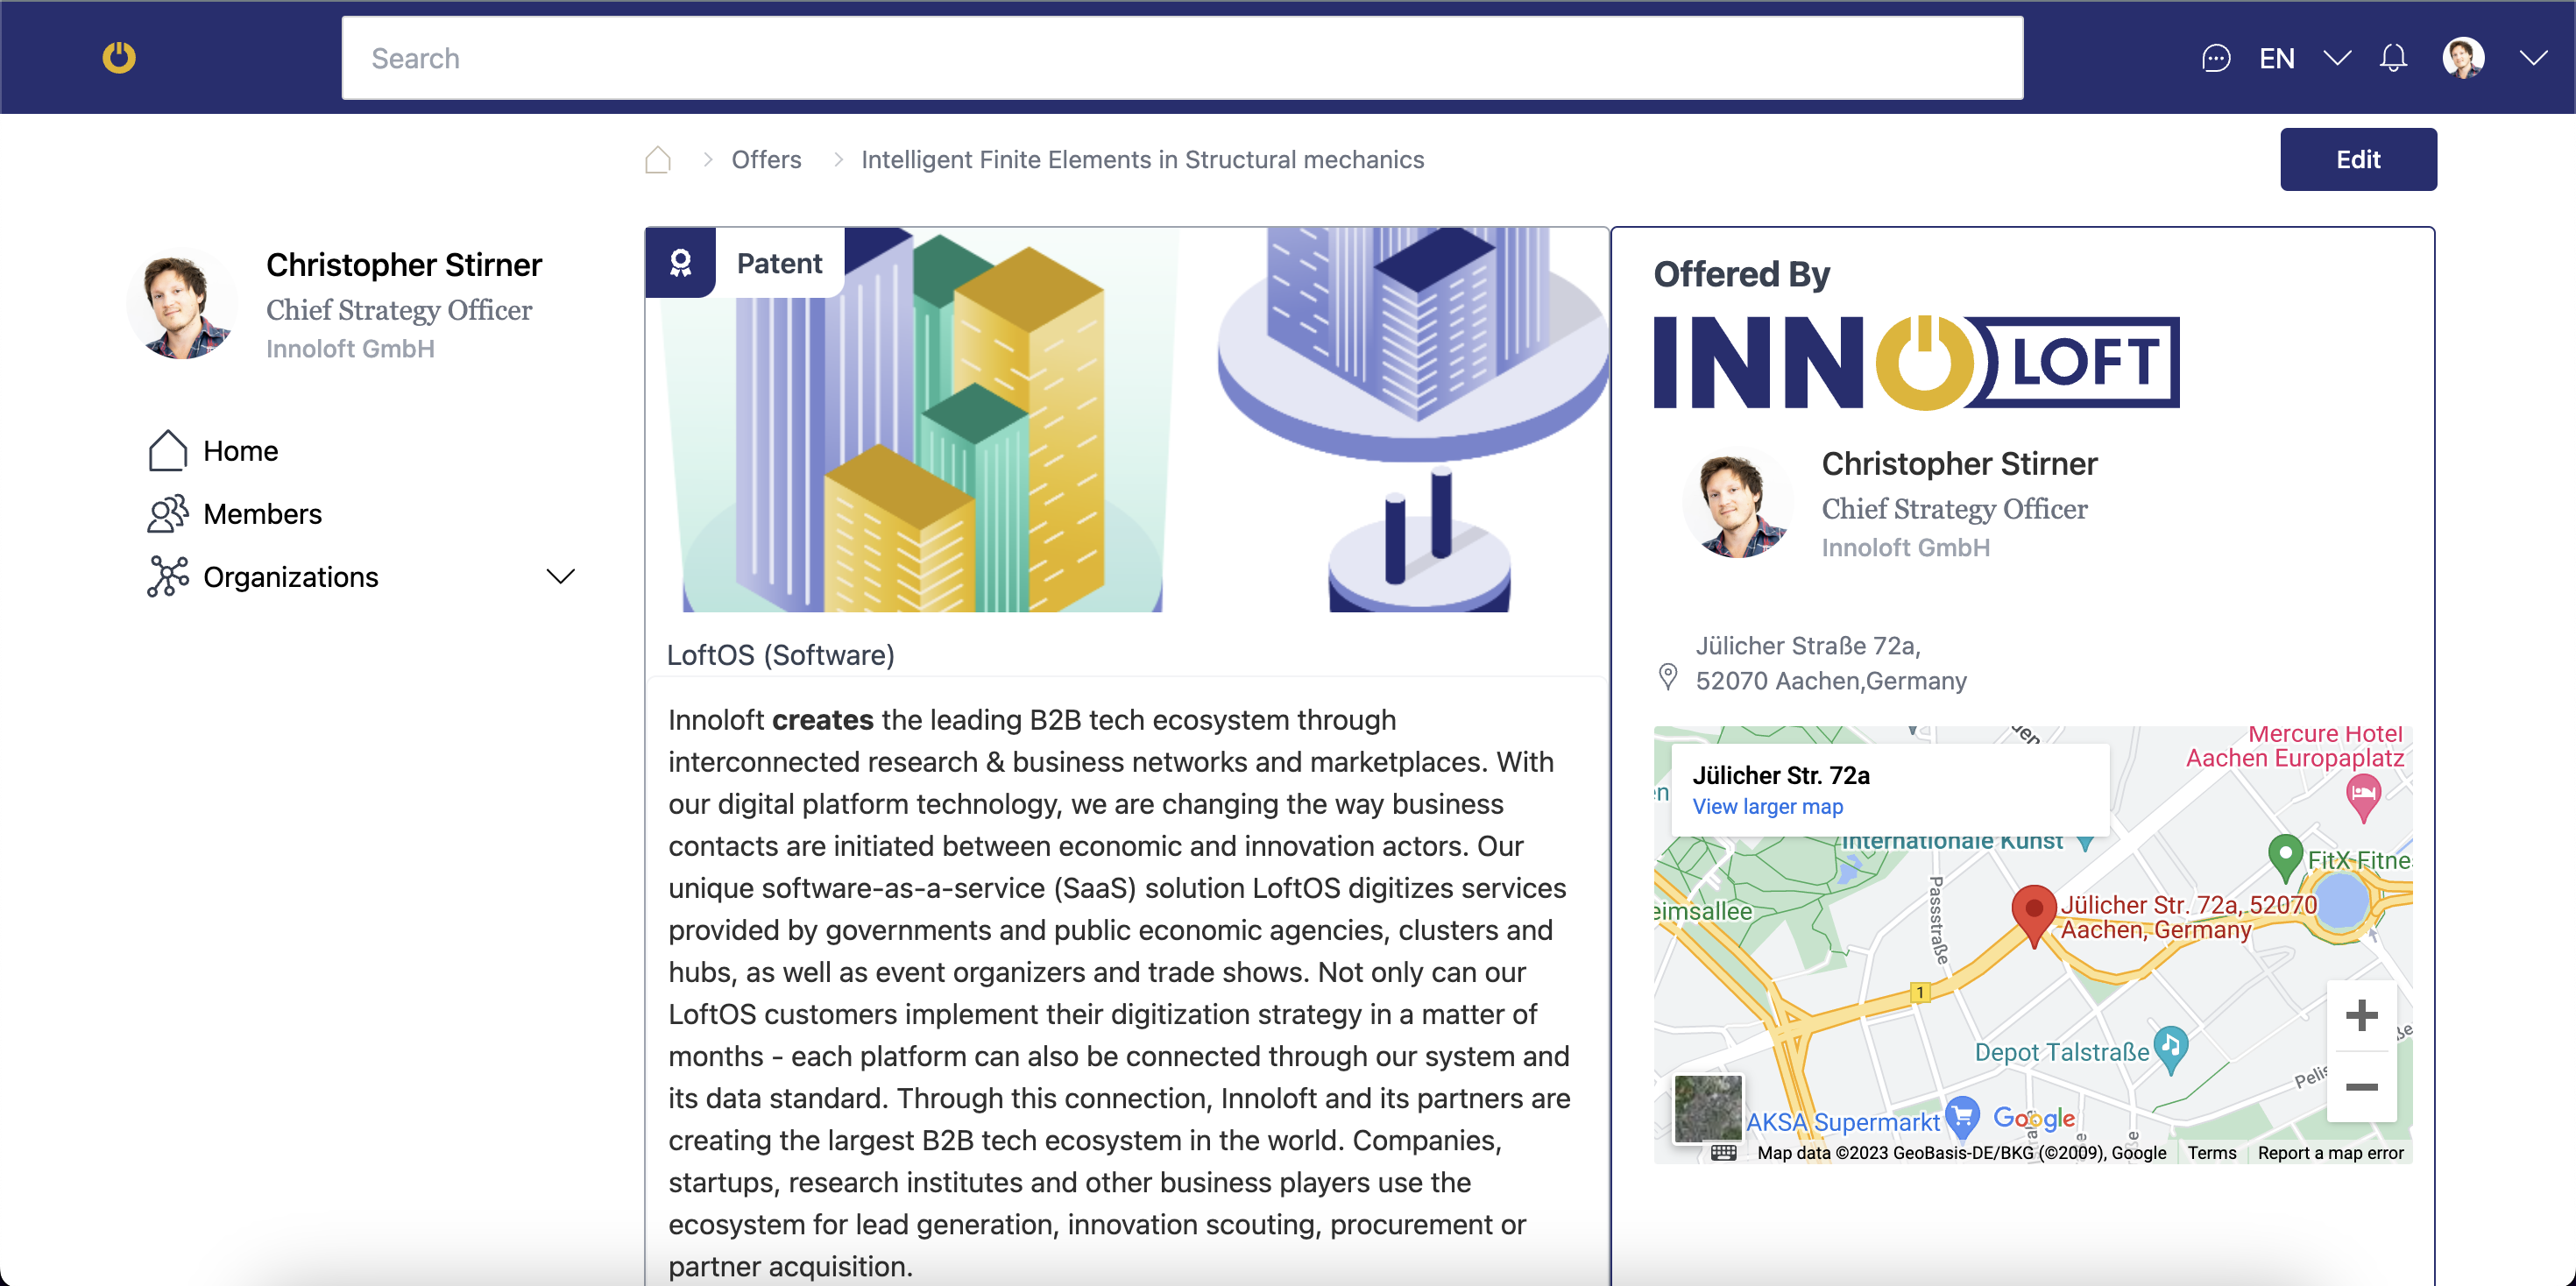 Search
EN
Offers
Intelligent Finite Elements in Structural mechanics
Edit
Christopher Stirner
Chief Strategy Officer
Innoloft GmbH
Home
Members
Organizations
Patent
LoftOS (Software)
Innoloft creates the leading B2B tech ecosystem through
interconnected research & business networks and marketplaces. With
our digital platform technology, we are changing the way business
contacts are initiated between economic and innovation actors. Our
unique software-as-a-service (SaaS) solution LoftOS digitizes services
provided by governments and public economic agencies, clusters and
hubs, as well as event organizers and trade shows. Not only can our
LoftOS customers implement their digitization strategy in a matter of
months - each platform can also be connected through our system and
its data standard. Through this connection, Innoloft and its partners are
creating the largest B2B tech ecosystem in the world. Companies,
startups, research institutes and other business players use the
ecosystem for lead generation, innovation scouting, procurement or
partner acquisition.
Offered By
INNOLOFT
Christopher Stirner
Chief Strategy Officer
Innoloft GmbH
Jülicher Straße 72a,
52070 Aachen,Germany
Mercure Hotel
Aachen Europaplatz
Jülicher Str. 72a
View larger map
Internationale Kunst
FitX-Fitne
eimsallee
Passstraße
Jülicher Str. 72a, 52070
Aachen, Germany
1
Depot Talstraße
Pelis
AKSA Supermarkt
Google
Map data ©2023 GeoBasis-DE/BKG (©2009), Google
Terms
Report a map error